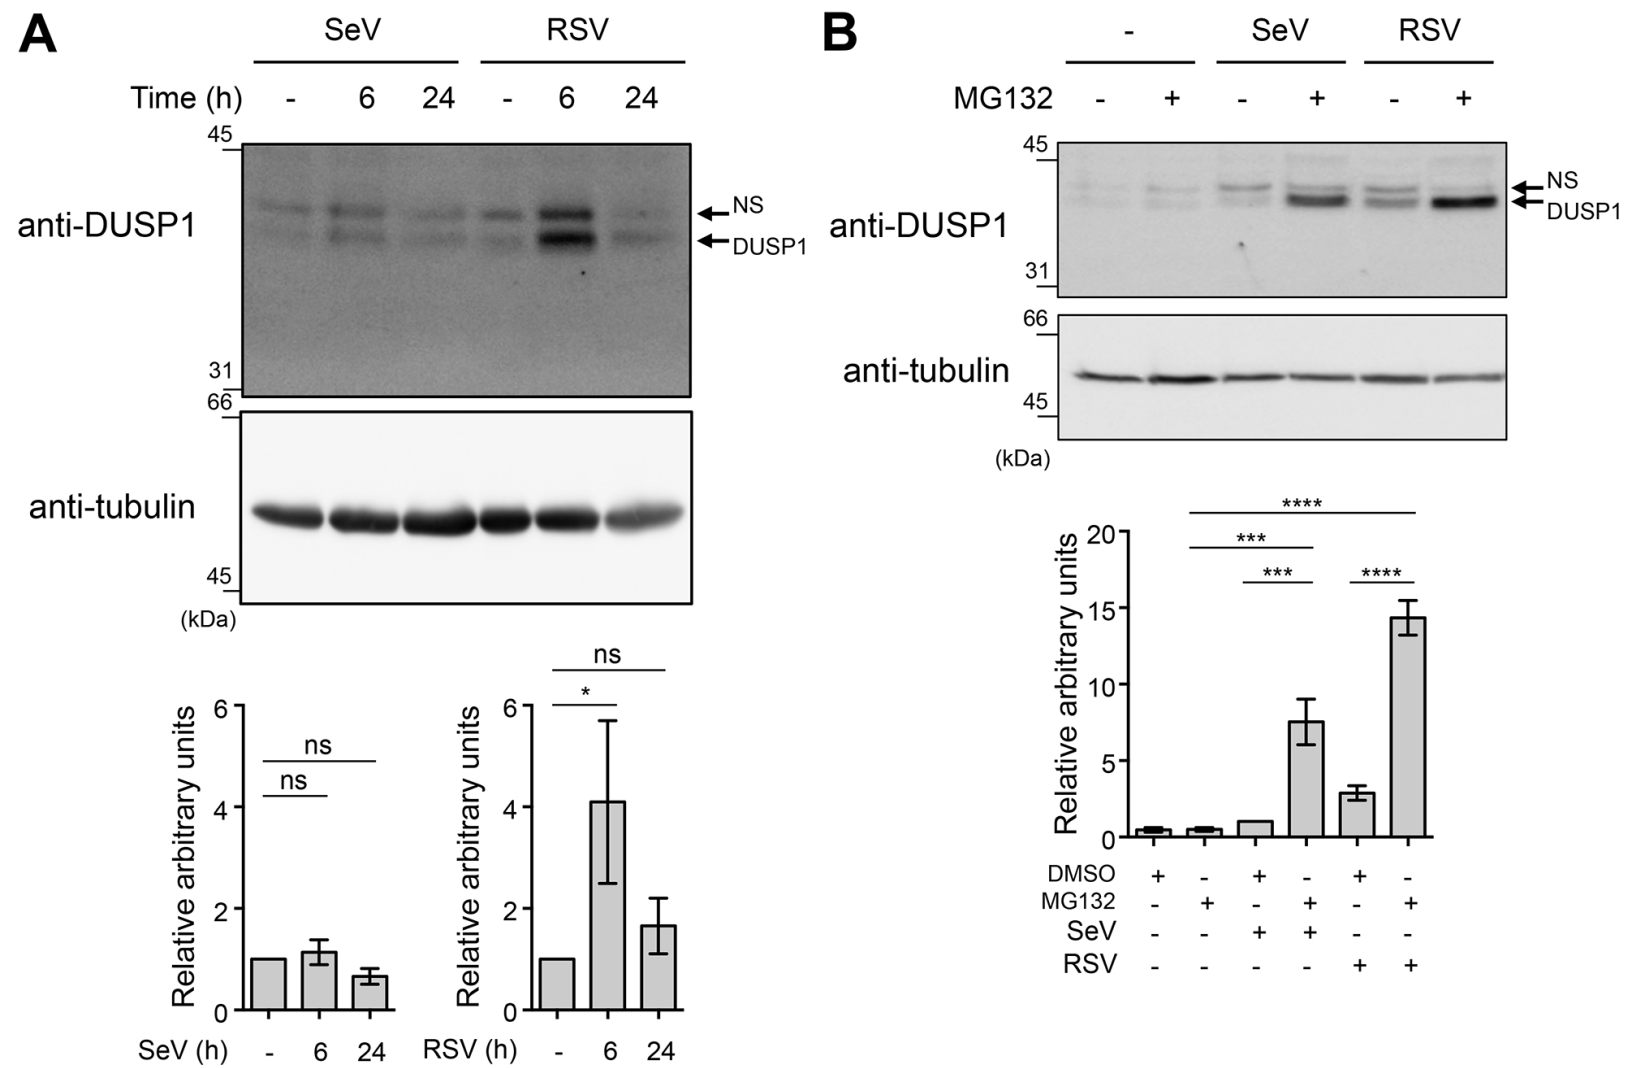 A
SeV RSV
Time (h) - 6 24 - 6 24
45
anti-DUSP1
NS
DUSP1
31
66
anti-tubulin
45
(kDa)
Relative arbitrary units
6
4
2
0
ns
ns
SeV (h) - 6 24
Relative arbitrary units
6
4
2
0
ns
*
RSV (h) - 6 24
B
- SeV RSV
MG132 - + - + - +
45
anti-DUSP1
NS
DUSP1
31
66
anti-tubulin
45
(kDa)
Relative arbitrary units
20
15
10
5
0
****
***
*** ****
DMSO + - + - + -
MG132 - + - + - +
SeV - - + + - -
RSV - - - - + +